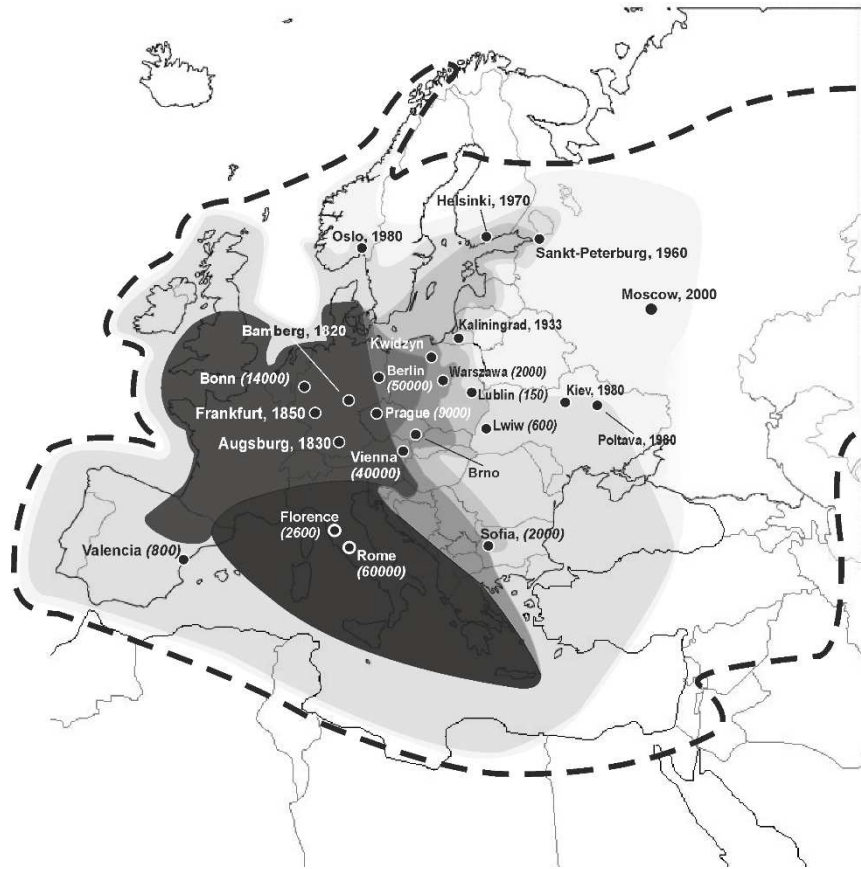 Helsinki, 1970
Oslo, 1980
Sankt-Peterburg, 1960
Moscow, 2000
Bamberg, 1820
Kaliningrad, 1933
Kwidzyn
Berlin
(50000)
Warszawa (2000)
Bonn (14000)
Lublin (150)
Kiev, 1980
Frankfurt, 1850
Prague (9000)
Lwiw (600)
Poltava, 1980
Augsburg, 1830
Vienna
(40000)
Brno
Florence
(2600)
Rome
(60000)
Sofia, (2000)
Valencia (800)